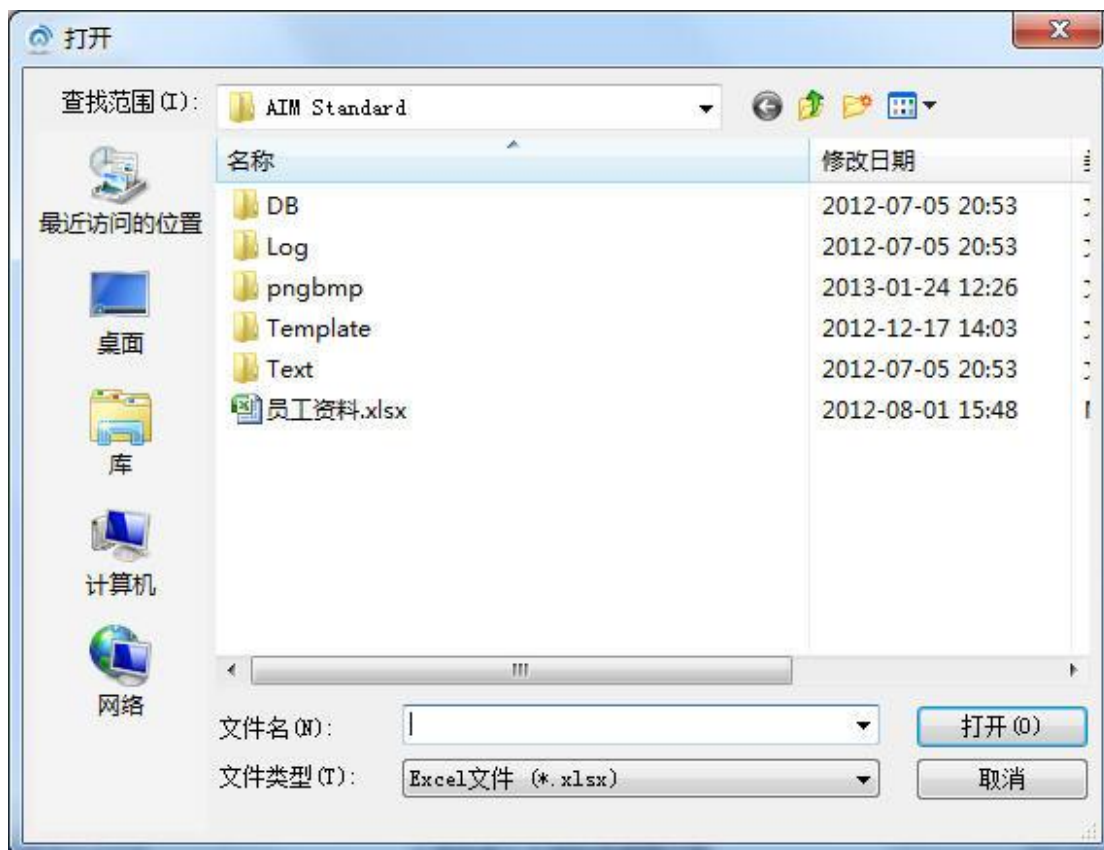 打开
查找范围(I): AIM Standard
名称 修改日期
DB 2012-07-05 20:53
Log 2012-07-05 20:53
pngbmp 2013-01-24 12:26
Template 2012-12-17 14:03
Text 2012-07-05 20:53
员工资料.xlsx 2012-08-01 15:48
最近访问的位置
桌面
库
计算机
网络
文件名(N): 打开(O)
文件类型(T): Excel文件 (*.xlsx) 取消